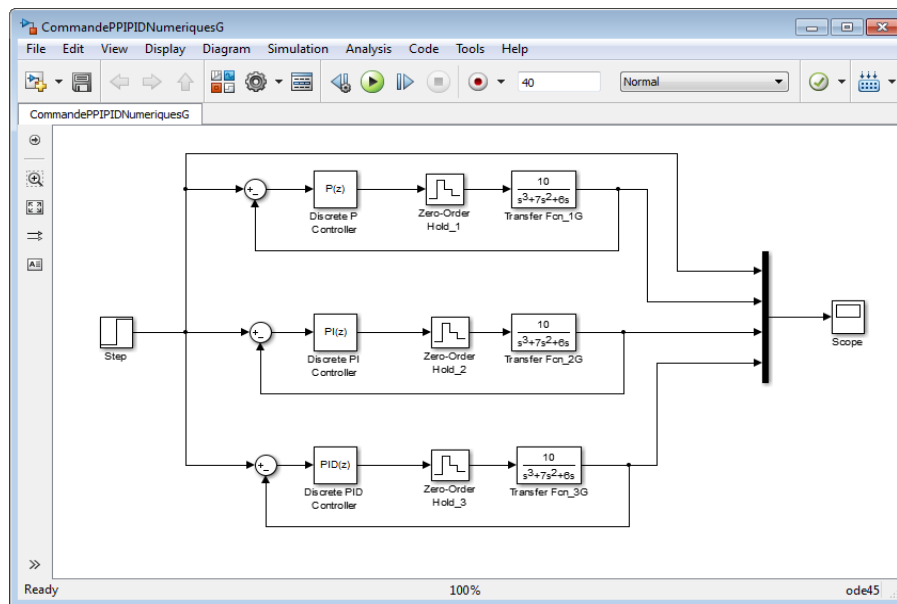 CommandePPIPIDNumeriquesG
File Edit View Display Diagram Simulation Analysis Code Tools Help
40 Normal
CommandePPIPIDNumeriquesG
P(z)
Discrete P
Controller
Zero-Order
Hold_1
10
s³+7s²+6s
Transfer Fcn_1G
Step
PI(z)
Discrete PI
Controller
Zero-Order
Hold_2
10
s³+7s²+6s
Transfer Fcn_2G
Scope
PID(z)
Discrete PID
Controller
Zero-Order
Hold_3
10
s³+7s²+6s
Transfer Fcn_3G
Ready 100% ode45